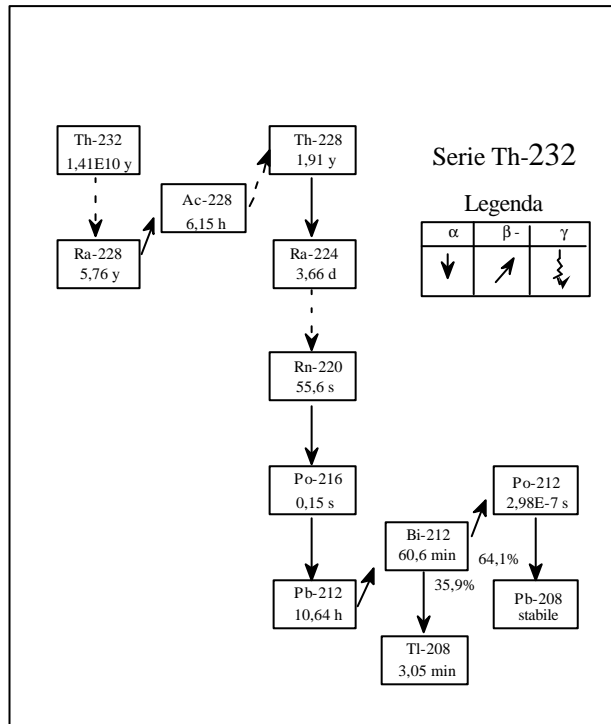 Th-232
1,41E10 y
Th-228
1,91 y
Serie Th-232
Ac-228
6,15 h
Legenda
α β - γ
Ra-228
5,76 y
Ra-224
3,66 d
Rn-220
55,6 s
Po-216
0,15 s
Po-212
2,98E-7 s
Bi-212
60,6 min
64,1%
35,9%
Pb-212
10,64 h
Pb-208
stabile
Tl-208
3,05 min